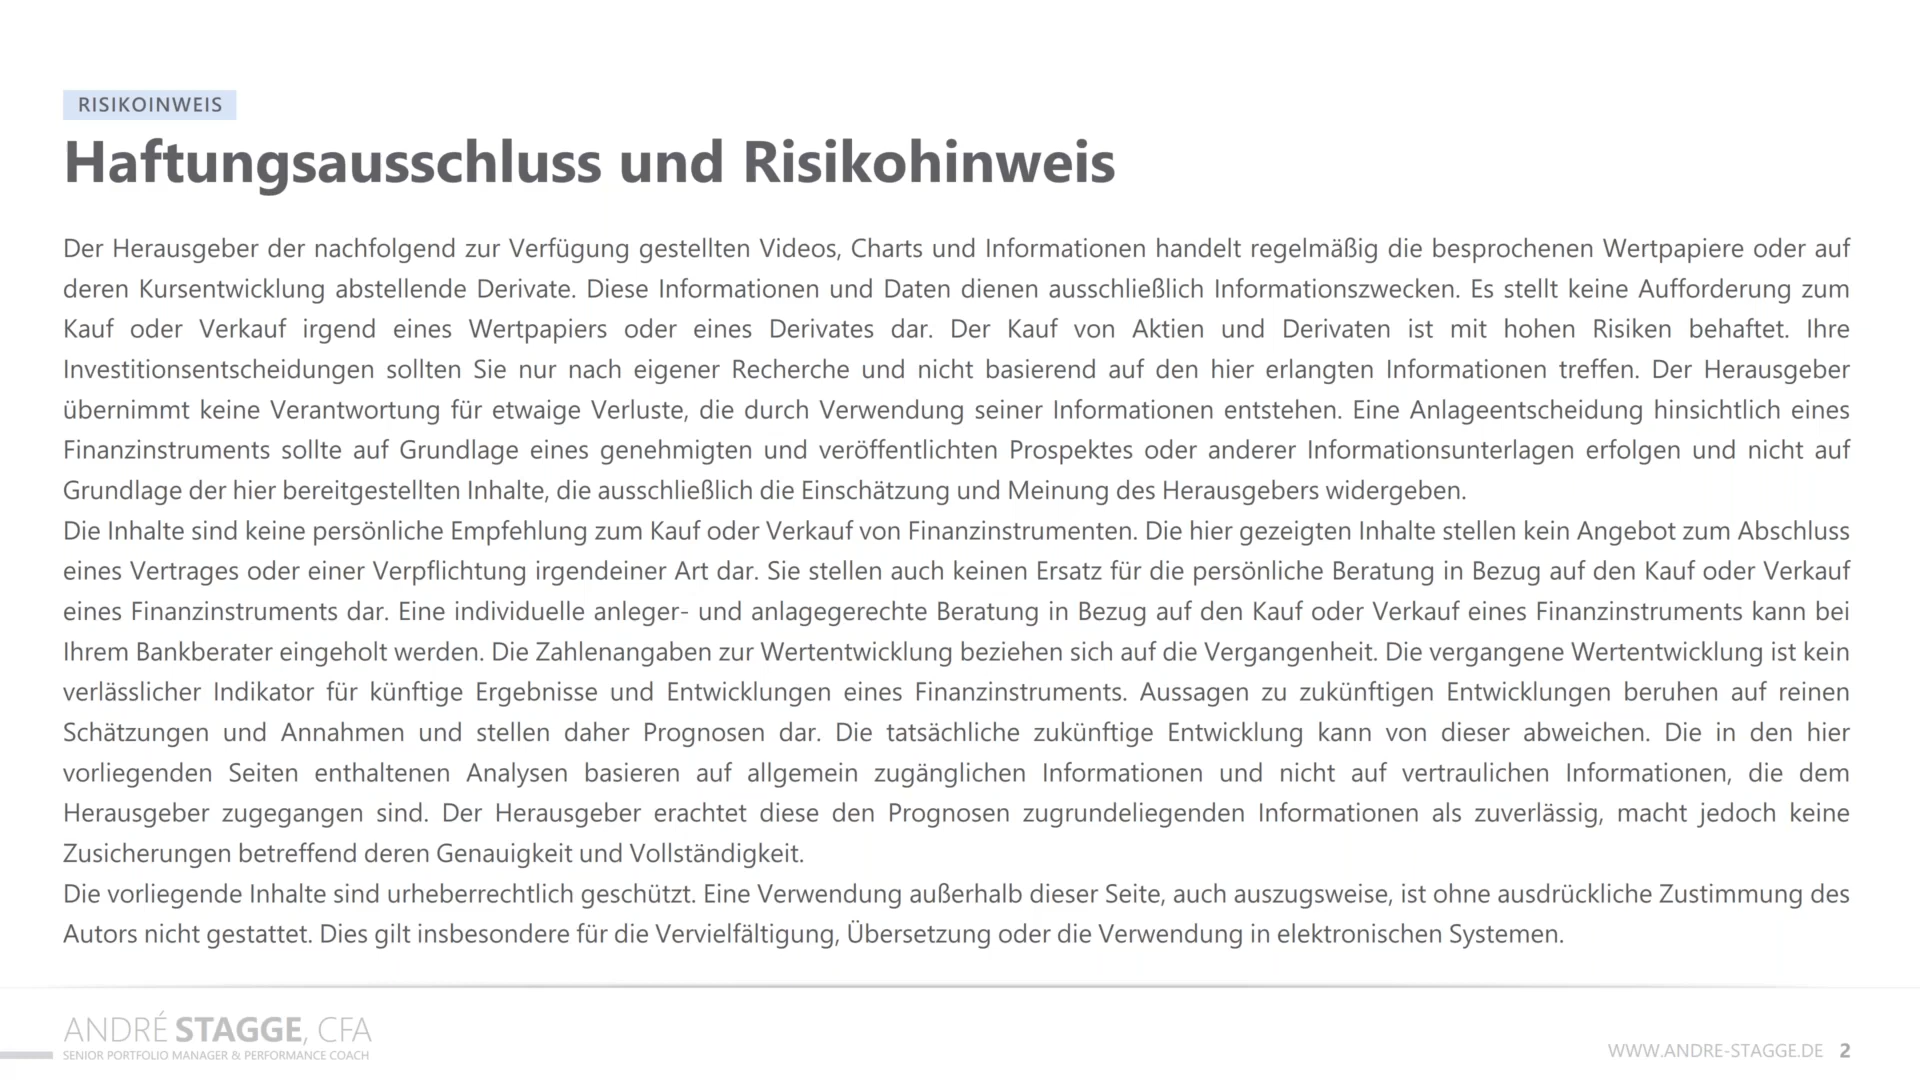 RISIKOINWEIS
Haftungsausschluss und Risikohinweis
Der Herausgeber der nachfolgend zur Verfügung gestellten Videos, Charts und Informationen handelt regelmäßig die besprochenen Wertpapiere oder auf
deren Kursentwicklung abstellende Derivate. Diese Informationen und Daten dienen ausschließlich Informationszwecken. Es stellt keine Aufforderung zum
Kauf oder Verkauf irgend eines Wertpapiers oder eines Derivates dar. Der Kauf von Aktien und Derivaten ist mit hohen Risiken behaftet. Ihre
Investitionsentscheidungen sollten Sie nur nach eigener Recherche und nicht basierend auf den hier erlangten Informationen treffen. Der Herausgeber
übernimmt keine Verantwortung für etwaige Verluste, die durch Verwendung seiner Informationen entstehen. Eine Anlageentscheidung hinsichtlich eines
Finanzinstruments sollte auf Grundlage eines genehmigten und veröffentlichten Prospektes oder anderer Informationsunterlagen erfolgen und nicht auf
Grundlage der hier bereitgestellten Inhalte, die ausschließlich die Einschätzung und Meinung des Herausgebers widergeben.
Die Inhalte sind keine persönliche Empfehlung zum Kauf oder Verkauf von Finanzinstrumenten. Die hier gezeigten Inhalte stellen kein Angebot zum Abschluss
eines Vertrages oder einer Verpflichtung irgendeiner Art dar. Sie stellen auch keinen Ersatz für die persönliche Beratung in Bezug auf den Kauf oder Verkauf
eines Finanzinstruments dar. Eine individuelle anleger- und anlagegerechte Beratung in Bezug auf den Kauf oder Verkauf eines Finanzinstruments kann bei
Ihrem Bankberater eingeholt werden. Die Zahlenangaben zur Wertentwicklung beziehen sich auf die Vergangenheit. Die vergangene Wertentwicklung ist kein
verlässlicher Indikator für künftige Ergebnisse und Entwicklungen eines Finanzinstruments. Aussagen zu zukünftigen Entwicklungen beruhen auf reinen
Schätzungen und Annahmen und stellen daher Prognosen dar. Die tatsächliche zukünftige Entwicklung kann von dieser abweichen. Die in den hier
vorliegenden Seiten enthaltenen Analysen basieren auf allgemein zugänglichen Informationen und nicht auf vertraulichen Informationen, die dem
Herausgeber zugegangen sind. Der Herausgeber erachtet diese den Prognosen zugrundeliegenden Informationen als zuverlässig, macht jedoch keine
Zusicherungen betreffend deren Genauigkeit und Vollständigkeit.
Die vorliegende Inhalte sind urheberrechtlich geschützt. Eine Verwendung außerhalb dieser Seite, auch auszugsweise, ist ohne ausdrückliche Zustimmung des
Autors nicht gestattet. Dies gilt insbesondere für die Vervielfältigung, Übersetzung oder die Verwendung in elektronischen Systemen.
ANDRÉ STAGGE, CFA
SENIOR PORTFOLIO MANAGER & PERFORMANCE COACH
WWW.ANDRE-STAGGE.DE 2